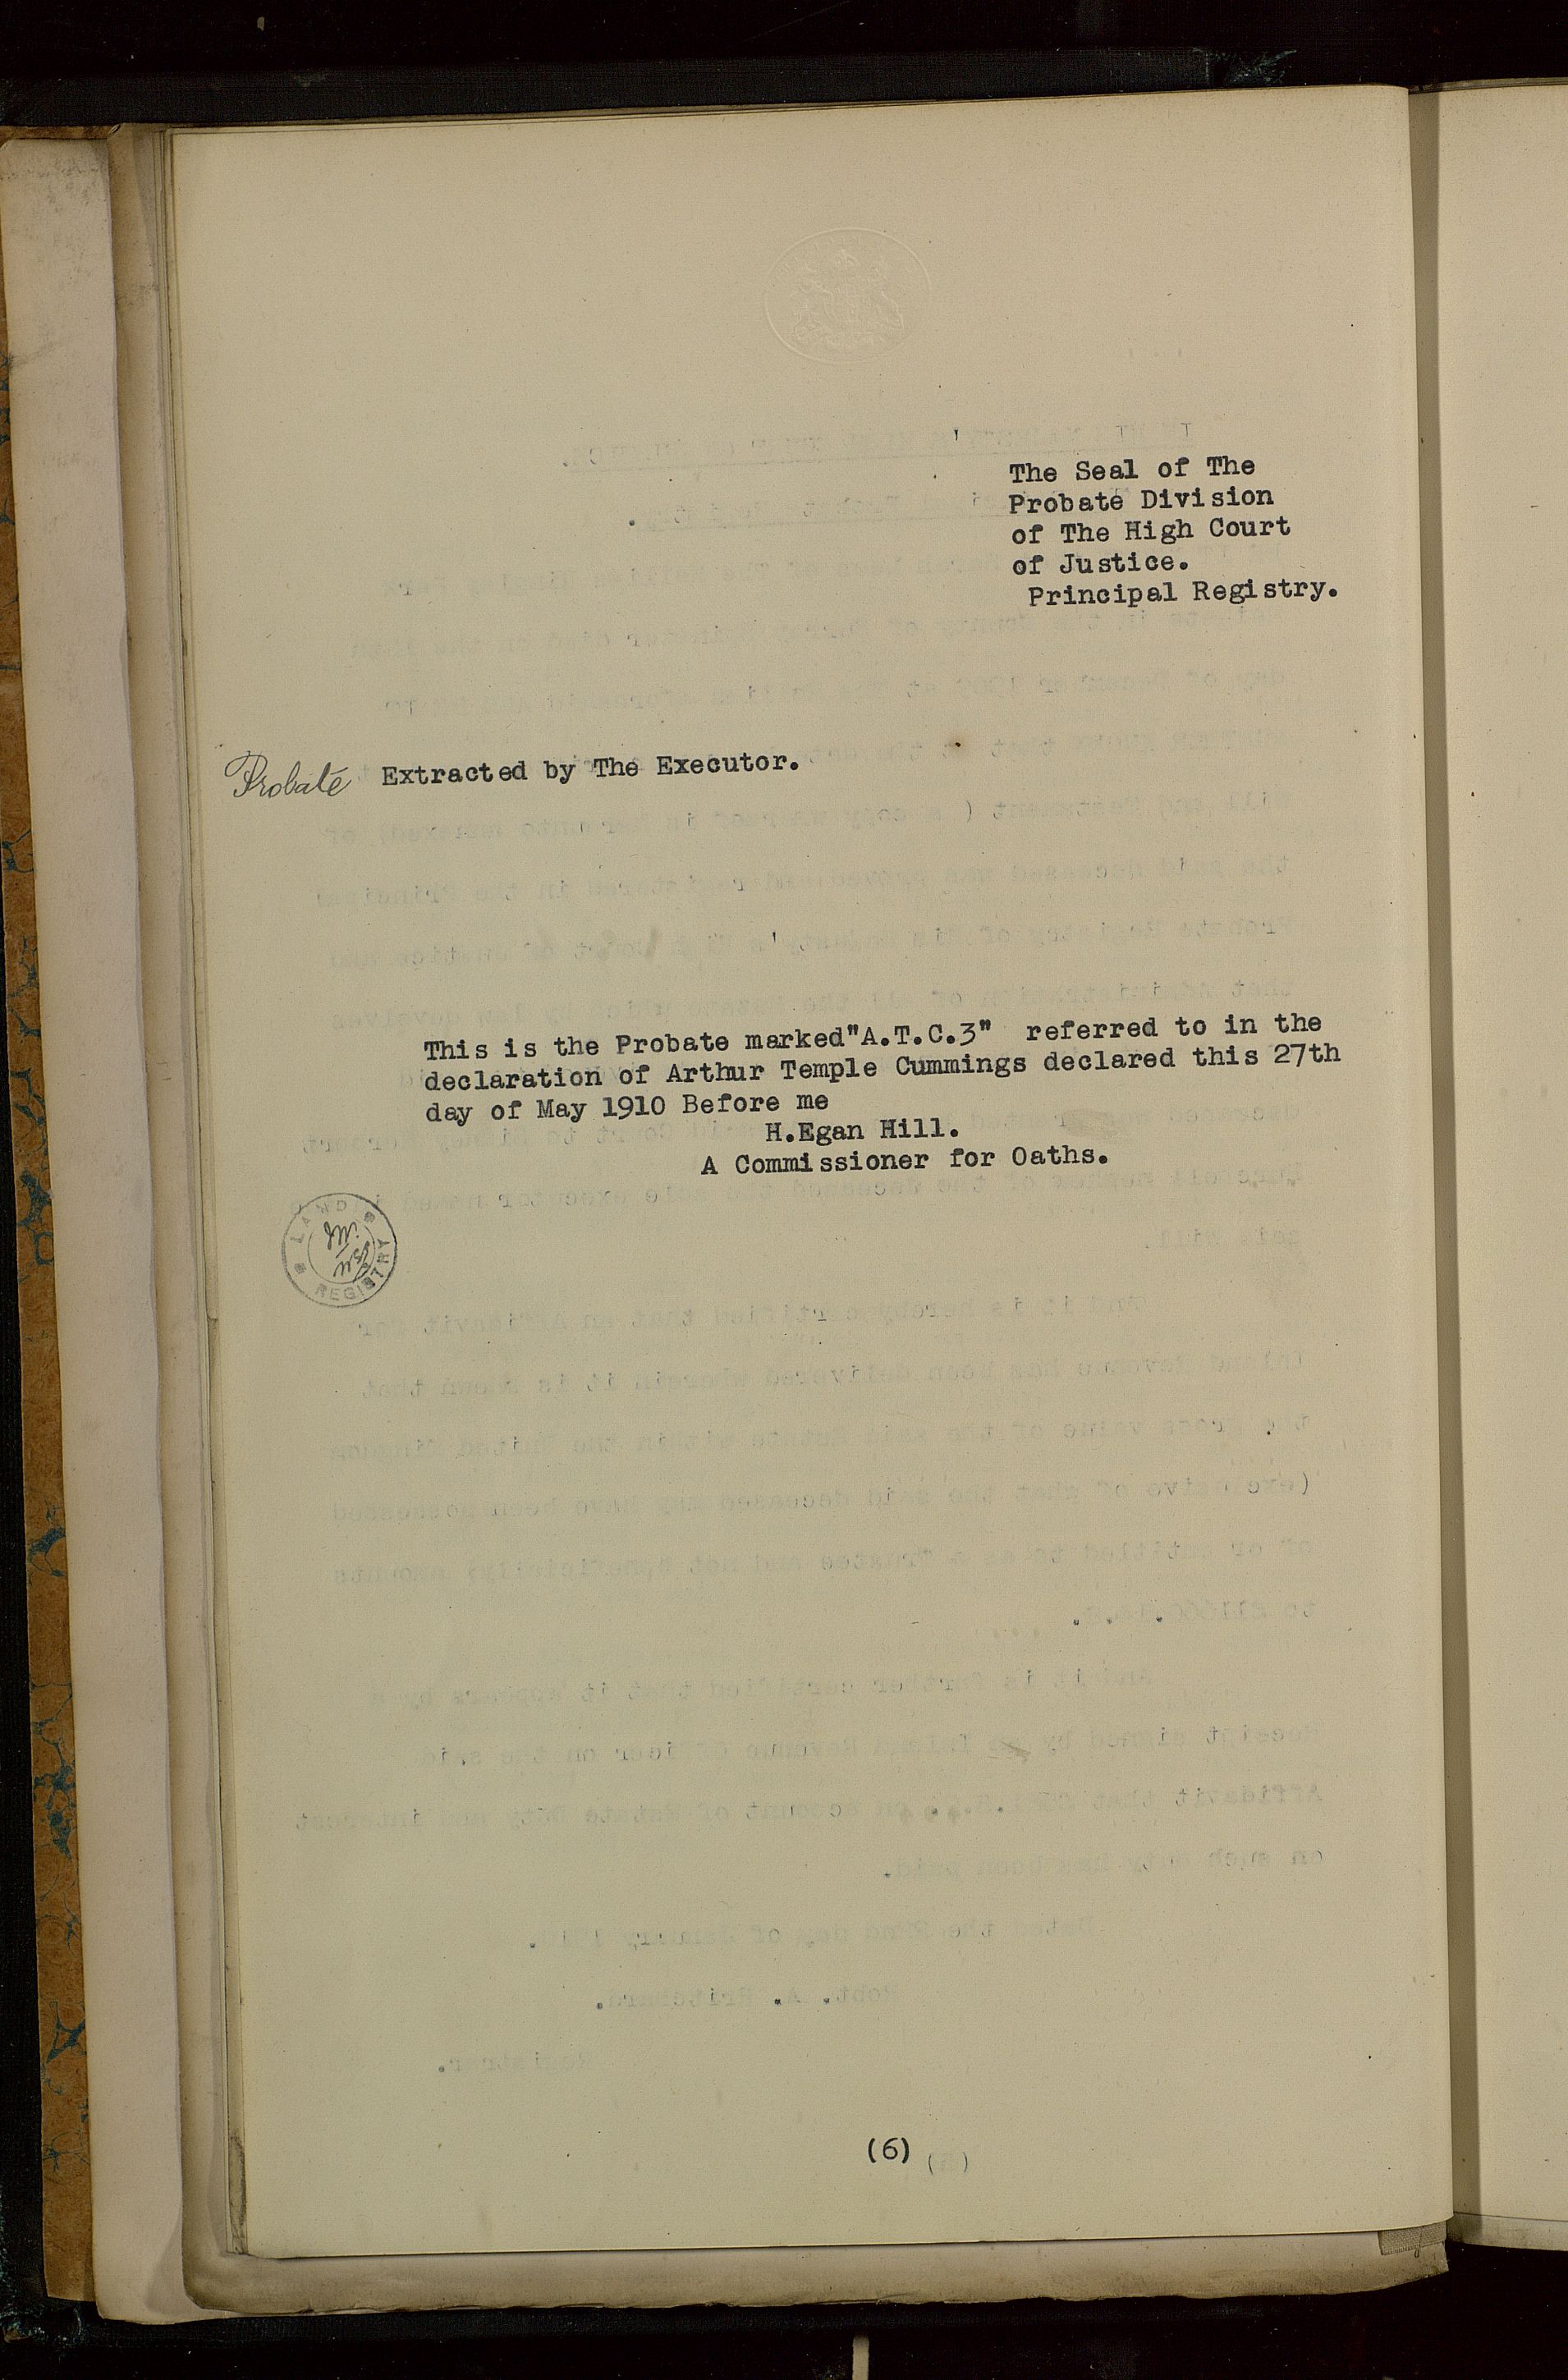 The Seal of The
Probate Division
of The High Court
of Justice.
Principal Registry.
Probate Extracted by The Executor.
This is the Probate marked"A.T.C.3" referred to in the
declaration of Arthur Temple Cummings declared this 27th
day of May 1910 Before me
H.Egan Hill.
A Commissioner for Oaths.
LAND REGISTRY
(6)